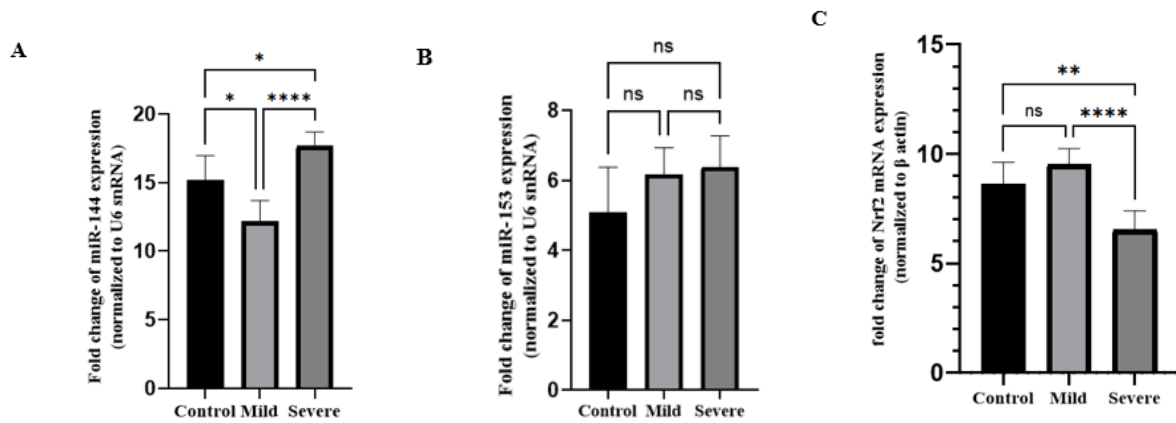 A
Fold change of miR-144 expression
(normalized to U6 snRNA)
*
* ****
20
15
10
5
0
Control Mild Severe
B
Fold change of miR-153 expression
(normalized to U6 snRNA)
ns
ns ns
8
6
4
2
0
Control Mild Severe
C
fold change of Nrf2 mRNA expression
(normalized to β actin)
15
**
ns ****
10
5
0
Control Mild Severe